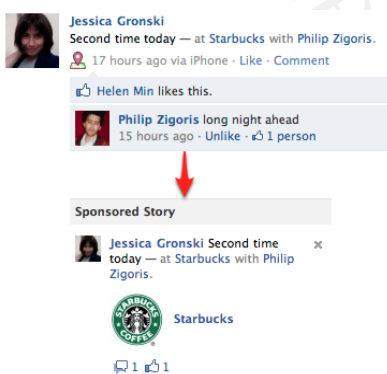 Jessica Gronski
Second time today — at Starbucks with Philip Zigoris.
17 hours ago via iPhone · Like · Comment
Helen Min likes this.
Philip Zigoris long night ahead
15 hours ago · Unlike · 1 person
Sponsored Story
Jessica Gronski Second time
today — at Starbucks with Philip
Zigoris.
STARBUCKS
COFFEE
Starbucks
1 1